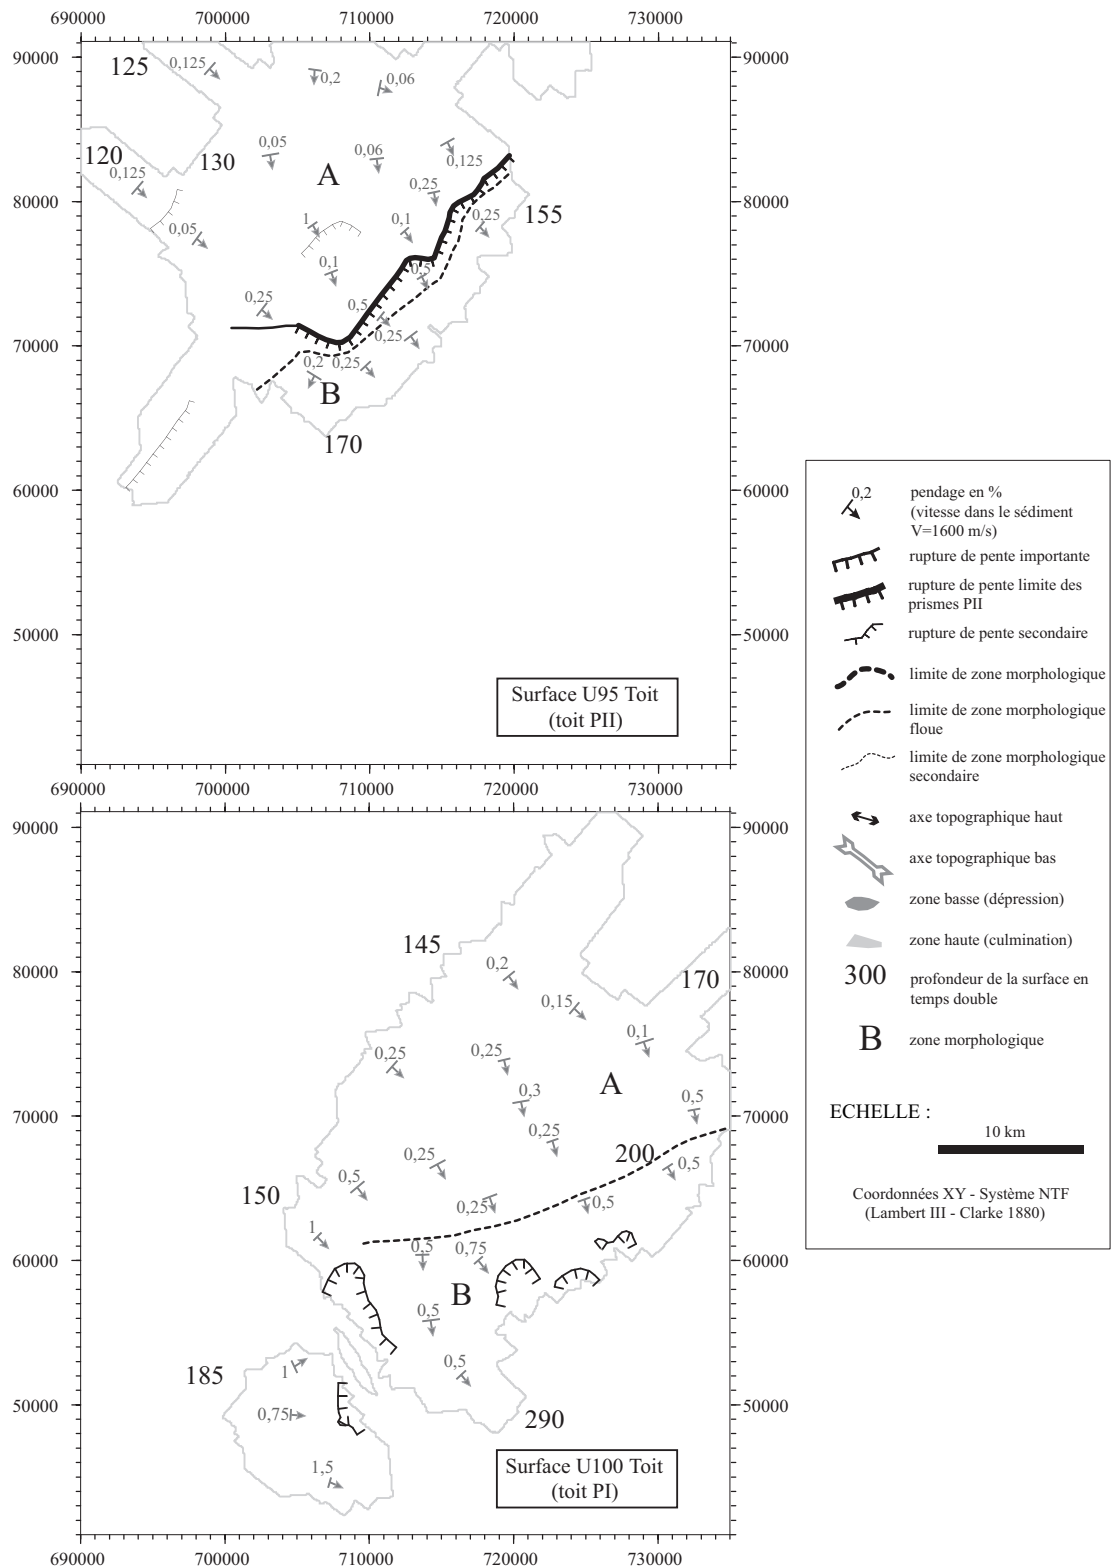 690000 700000 710000 720000 730000
90000 90000
125 0,125 0,2 0,06
0,05 0,06 0,125
120 130 A
0,125 0,25
155
0,25
80000 80000
0,05 1 0,1
0,1 0,5
0,25 0,5
0,25
70000 70000
0,2 0,25
B
170
60000 60000
50000 50000
Surface U95 Toit
(toit PII)
690000 700000 710000 720000 730000
90000 90000
145
0,2
170
80000 80000
0,15
0,1
0,25 0,25
A
0,3 0,5
70000 70000
0,25
0,25 200 0,5
0,5
150 0,25 0,5
1
0,5 0,75
60000 60000
B
0,5
0,5
185 1
0,75
50000 290 50000
1,5
Surface U100 Toit
(toit PI)
690000 700000 710000 720000 730000
0,2 pendage en %
(vitesse dans le sédiment
V=1600 m/s)
rupture de pente importante
rupture de pente limite des
prismes PII
rupture de pente secondaire
limite de zone morphologique
limite de zone morphologique
floue
limite de zone morphologique
secondaire
axe topographique haut
axe topographique bas
zone basse (dépression)
zone haute (culmination)
300 profondeur de la surface en
temps double
B zone morphologique
ECHELLE :
10 km
Coordonnées XY - Système NTF
(Lambert III - Clarke 1880)